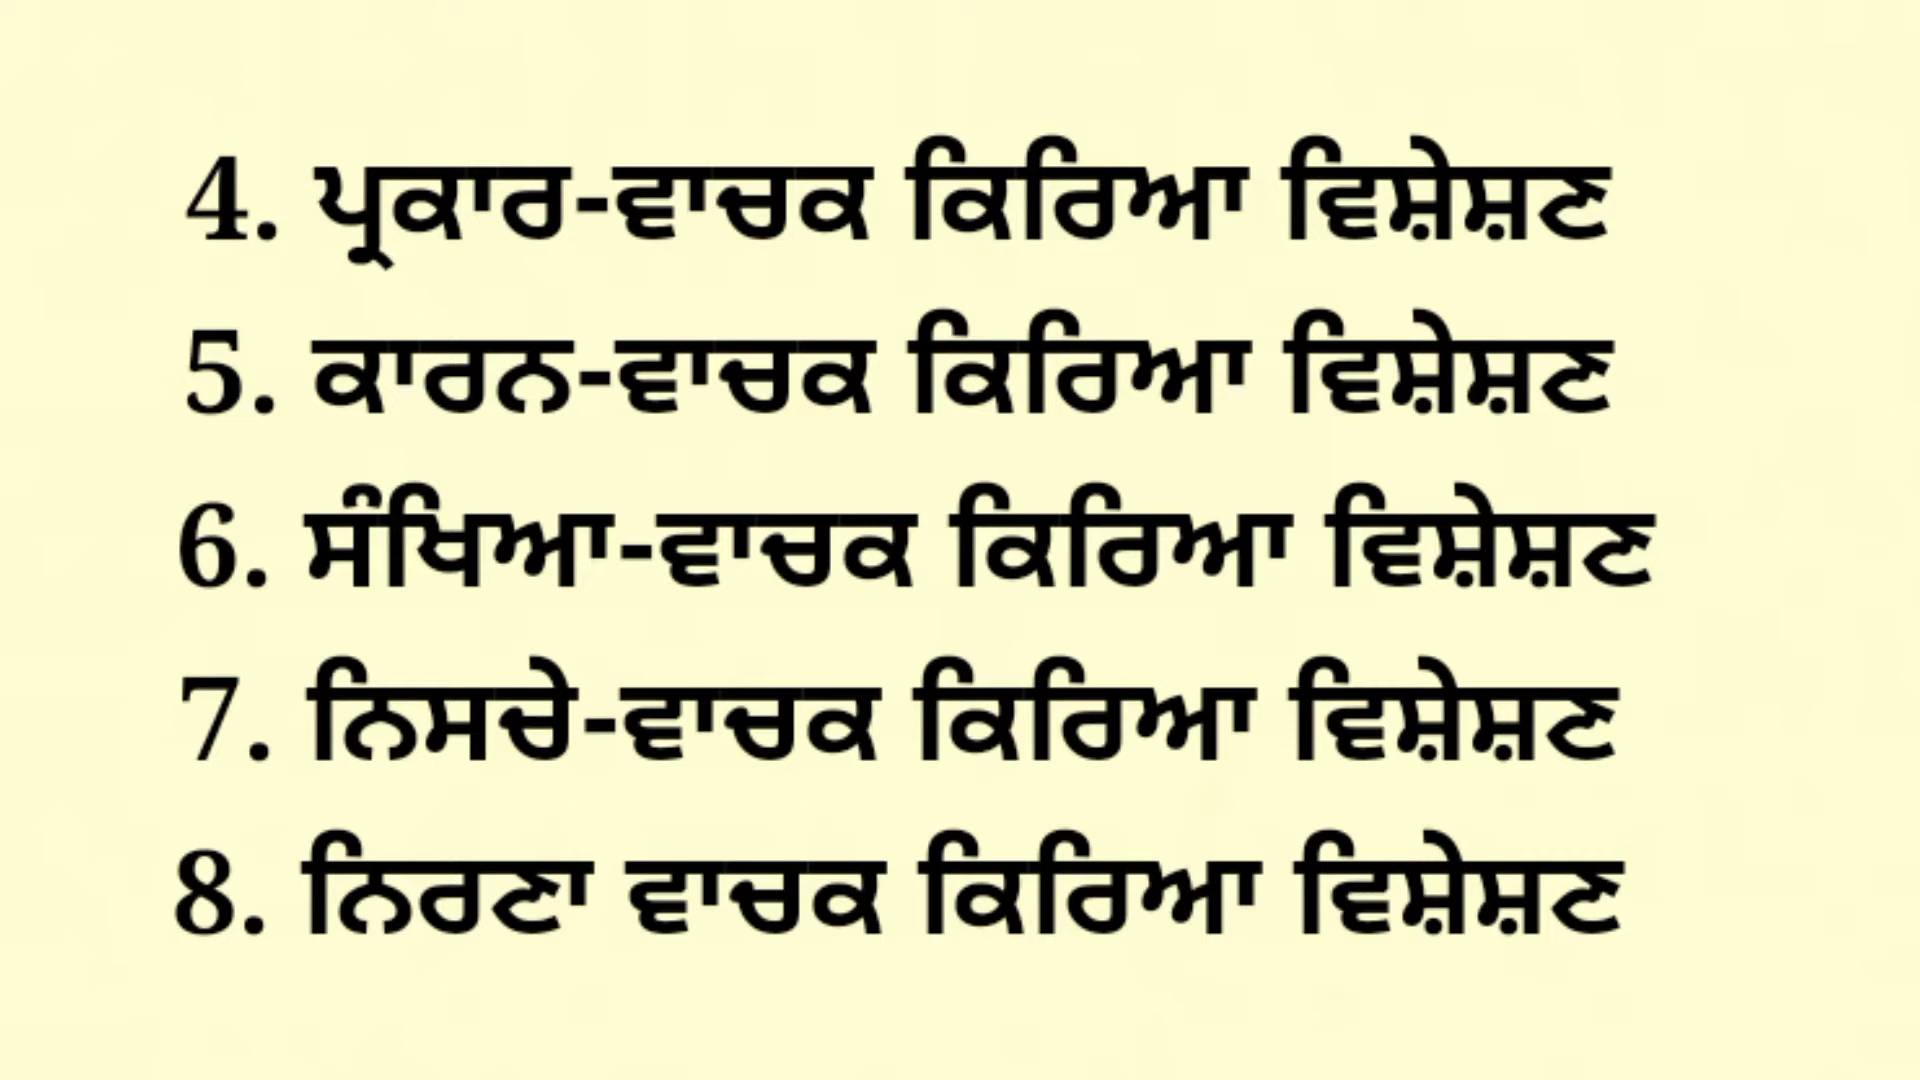 4. ਪ੍ਰਕਾਰ-ਵਾਚਕ ਕਿਰਿਆ ਵਿਸ਼ੇਸ਼ਣ
5. ਕਾਰਨ-ਵਾਚਕ ਕਿਰਿਆ ਵਿਸ਼ੇਸ਼ਣ
6. ਸੰਖਿਆ-ਵਾਚਕ ਕਿਰਿਆ ਵਿਸ਼ੇਸ਼ਣ
7. ਨਿਸਚੇ-ਵਾਚਕ ਕਿਰਿਆ ਵਿਸ਼ੇਸ਼ਣ
8. ਨਿਰਣਾ ਵਾਚਕ ਕਿਰਿਆ ਵਿਸ਼ੇਸ਼ਣ